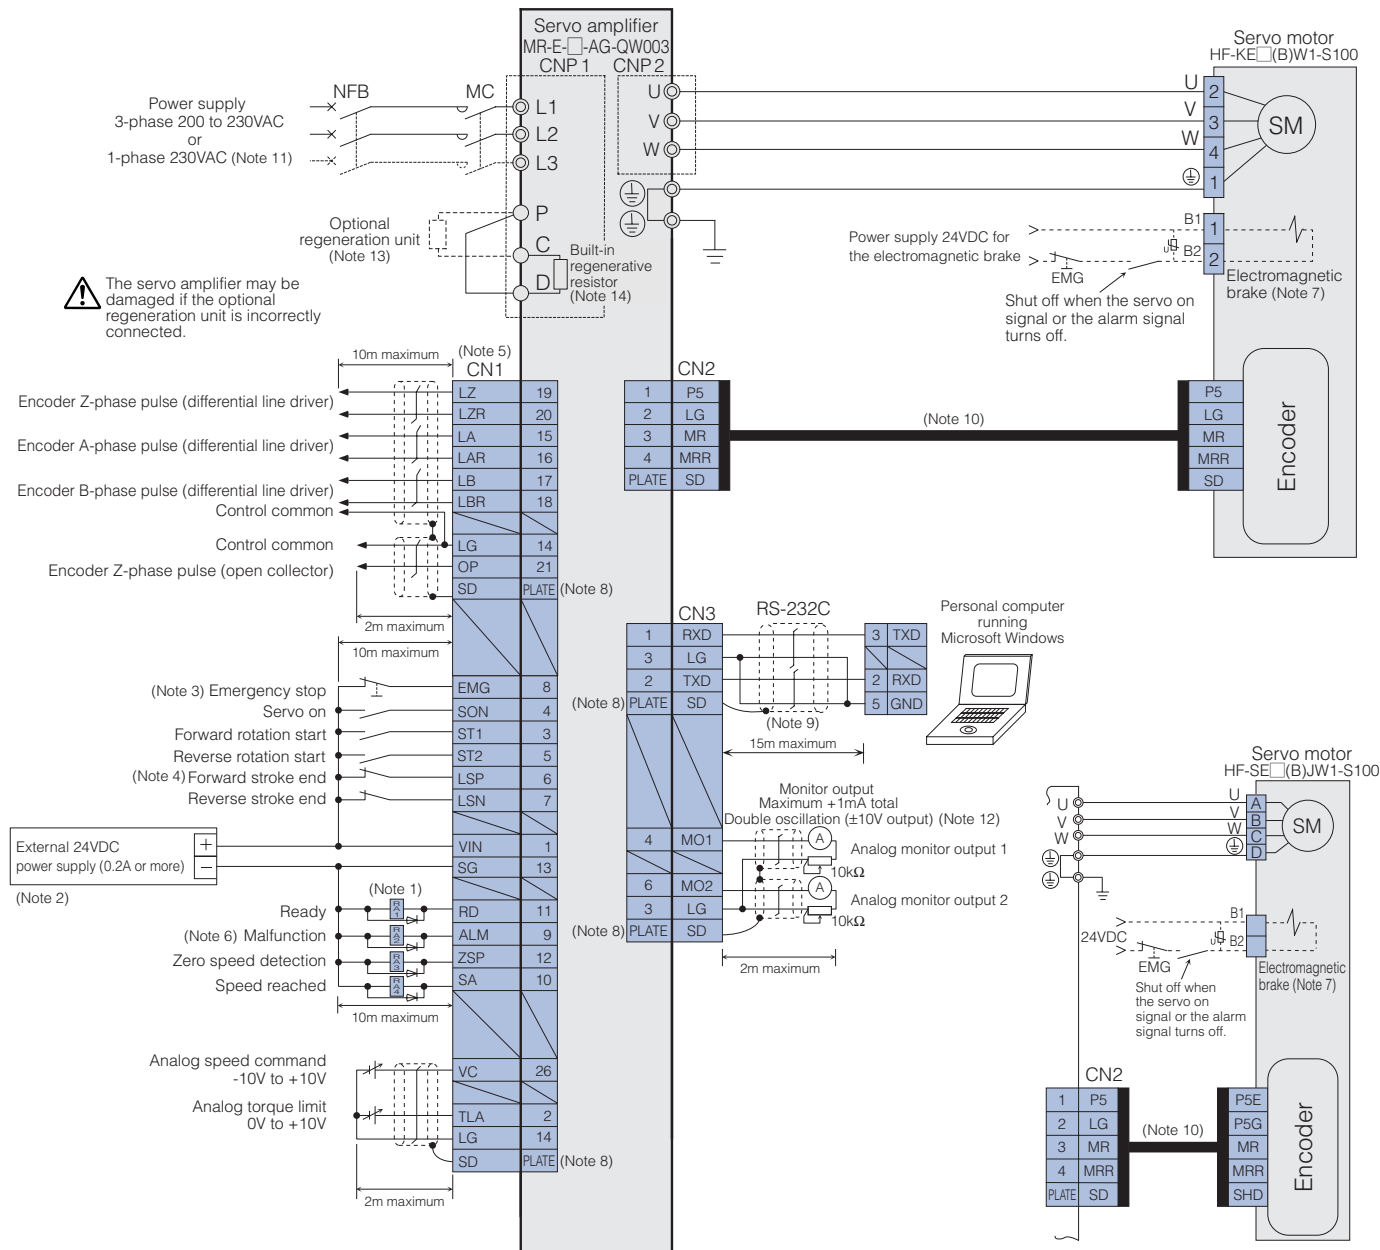 Servo amplifier
MR-E-□-AG-QW003
CNP1
CNP2
NFB
MC
Power supply
3-phase 200 to 230VAC
or
1-phase 230VAC (Note 11)
L1
L2
L3
U
V
W
P
C
D
Optional
regeneration unit
(Note 13)
Built-in
regenerative
resistor
(Note 14)
The servo amplifier may be
damaged if the optional
regeneration unit is incorrectly
connected.
Servo motor
HF-KE□(B)W1-S100
U 2
V 3
W 4
1
SM
Power supply 24VDC for
the electromagnetic brake
EMG
U
B1 1
B2 2
Shut off when the servo on
signal or the alarm signal
turns off.
Electromagnetic
brake (Note 7)
10m maximum
(Note 5)
CN1
Encoder Z-phase pulse (differential line driver)
LZ 19
LZR 20
Encoder A-phase pulse (differential line driver)
LA 15
LAR 16
Encoder B-phase pulse (differential line driver)
LB 17
LBR 18
Control common
Control common
LG 14
Encoder Z-phase pulse (open collector)
OP 21
SD PLATE (Note 8)
2m maximum
10m maximum
(Note 3) Emergency stop EMG 8
Servo on SON 4
Forward rotation start ST1 3
Reverse rotation start ST2 5
(Note 4) Forward stroke end LSP 6
Reverse stroke end LSN 7
External 24VDC
power supply (0.2A or more)
+
−
(Note 2)
VIN 1
SG 13
(Note 1)
Ready RA1 RD 11
(Note 6) Malfunction RA2 ALM 9
Zero speed detection RA3 ZSP 12
Speed reached RA4 SA 10
10m maximum
Analog speed command
-10V to +10V
VC 26
Analog torque limit
0V to +10V
TLA 2
LG 14
SD PLATE (Note 8)
2m maximum
CN2
1 P5
2 LG
3 MR
4 MRR
PLATE SD
(Note 10)
P5
LG
MR
MRR
SD
Encoder
CN3
RS-232C
1 RXD
3 LG
2 TXD
(Note 8) PLATE SD
3 TXD
2 RXD
5 GND
(Note 9)
15m maximum
Personal computer
running
Microsoft Windows
Monitor output
Maximum +1mA total
Double oscillation (±10V output) (Note 12)
4 MO1
A
Analog monitor output 1
10kΩ
6 MO2
A
Analog monitor output 2
3 LG
10kΩ
(Note 8) PLATE SD
2m maximum
Servo motor
HF-SE□(B)JW1-S100
U
V
W
U A
V B
W C
D
SM
24VDC
EMG
U
B1
B2
Shut off when
the servo on
signal or the alarm
signal turns off.
Electromagnetic
brake (Note 7)
CN2
1 P5
2 LG
3 MR
4 MRR
PLATE SD
(Note 10)
P5E
P5G
MR
MRR
SHD
Encoder